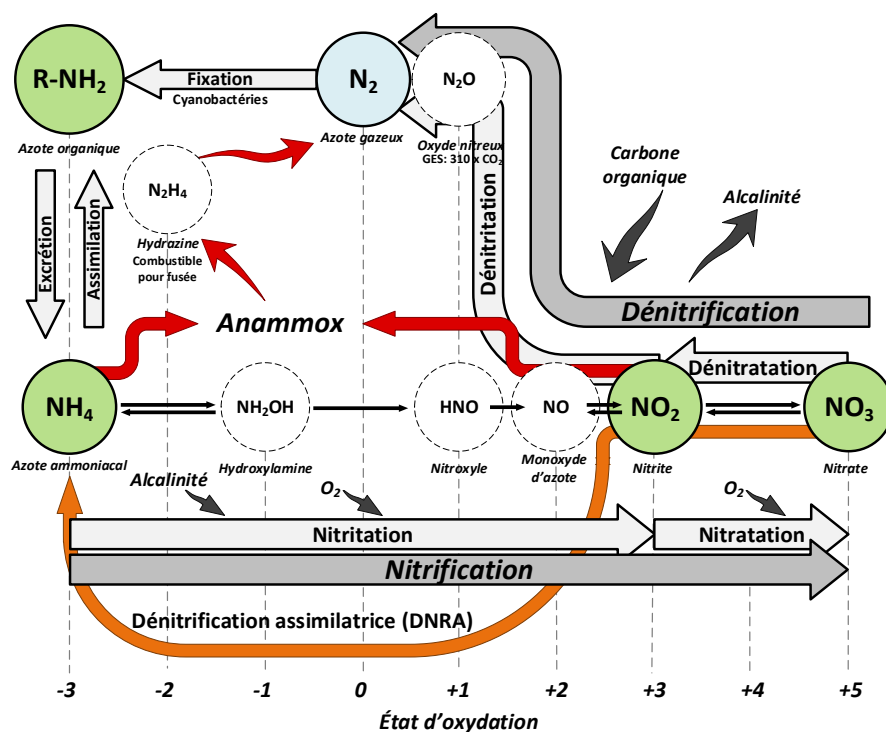 R-NH2
Fixation
Cyanobactéries
N2
N2O
Azote organique
Azote gazeux
Oxyde nitreux
GES: 310 x CO2
Carbone
organique
Alcalinité
N2H4
Hydrazine
Combustible
pour fusée
Excrétion
Assimilation
Dénitritation
Dénitrification
Anammox
Dénitratation
NH4
NH2OH
HNO
NO
NO2
NO3
Azote ammoniacal
Hydroxylamine
Nitroxyle
Monoxyde
d'azote
Nitrite
Nitrate
Alcalinité
O2
O2
Nitritation
Nitratation
Nitrification
Dénitrification assimilatrice (DNRA)
-3 -2 -1 0 +1 +2 +3 +4 +5
État d'oxydation